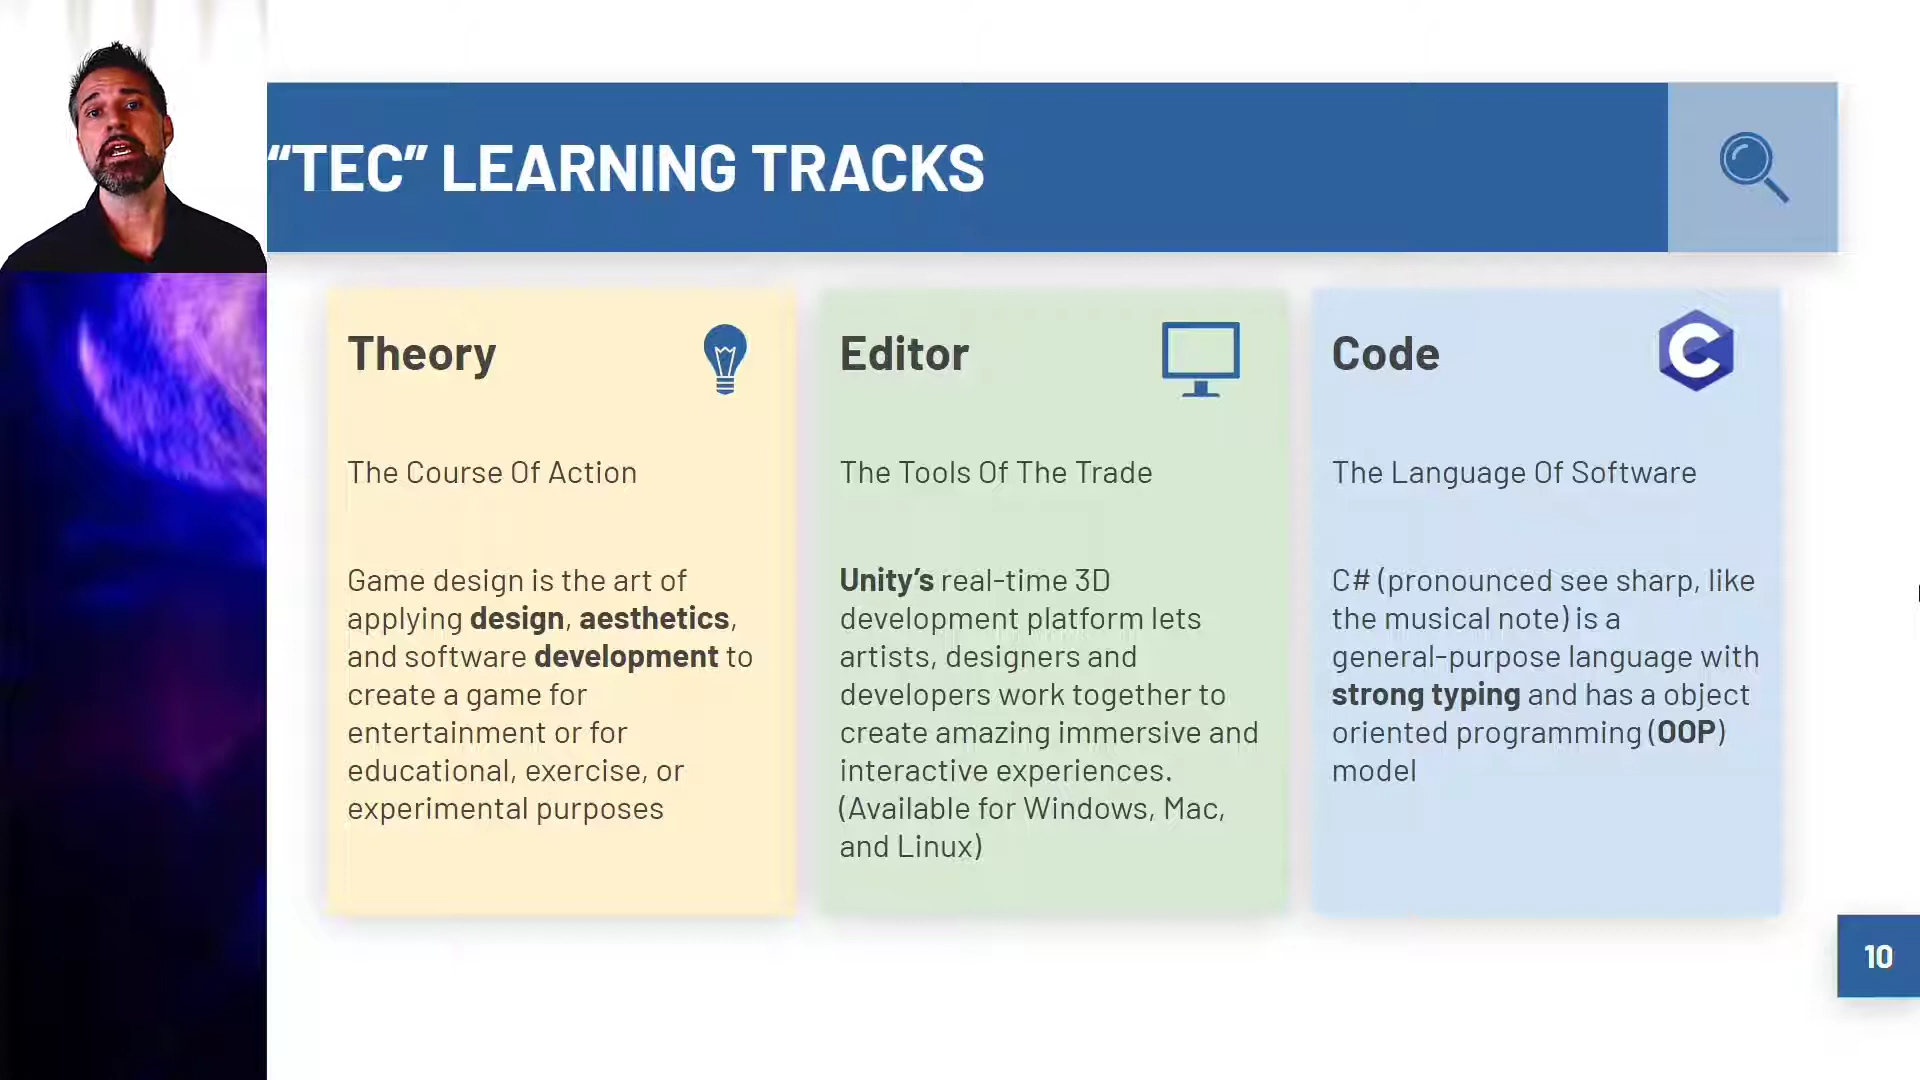 “TEC” LEARNING TRACKS
Theory
The Course Of Action
Game design is the art of
applying design, aesthetics,
and software development to
create a game for
entertainment or for
educational, exercise, or
experimental purposes
Editor
The Tools Of The Trade
Unity’s real-time 3D
development platform lets
artists, designers and
developers work together to
create amazing immersive and
interactive experiences.
(Available for Windows, Mac,
and Linux)
Code
C
The Language Of Software
C# (pronounced see sharp, like
the musical note) is a
general-purpose language with
strong typing and has a object
oriented programming (OOP)
model
10